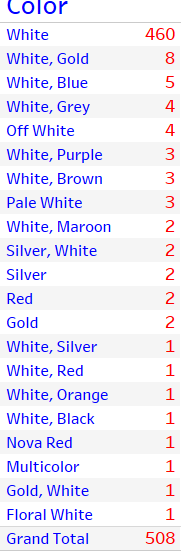 Color
White 460
White, Gold 8
White, Blue 5
White, Grey 4
Off White 4
White, Purple 3
White, Brown 3
Pale White 3
White, Maroon 2
Silver, White 2
Silver 2
Red 2
Gold 2
White, Silver 1
White, Red 1
White, Orange 1
White, Black 1
Nova Red 1
Multicolor 1
Gold, White 1
Floral White 1
Grand Total 508